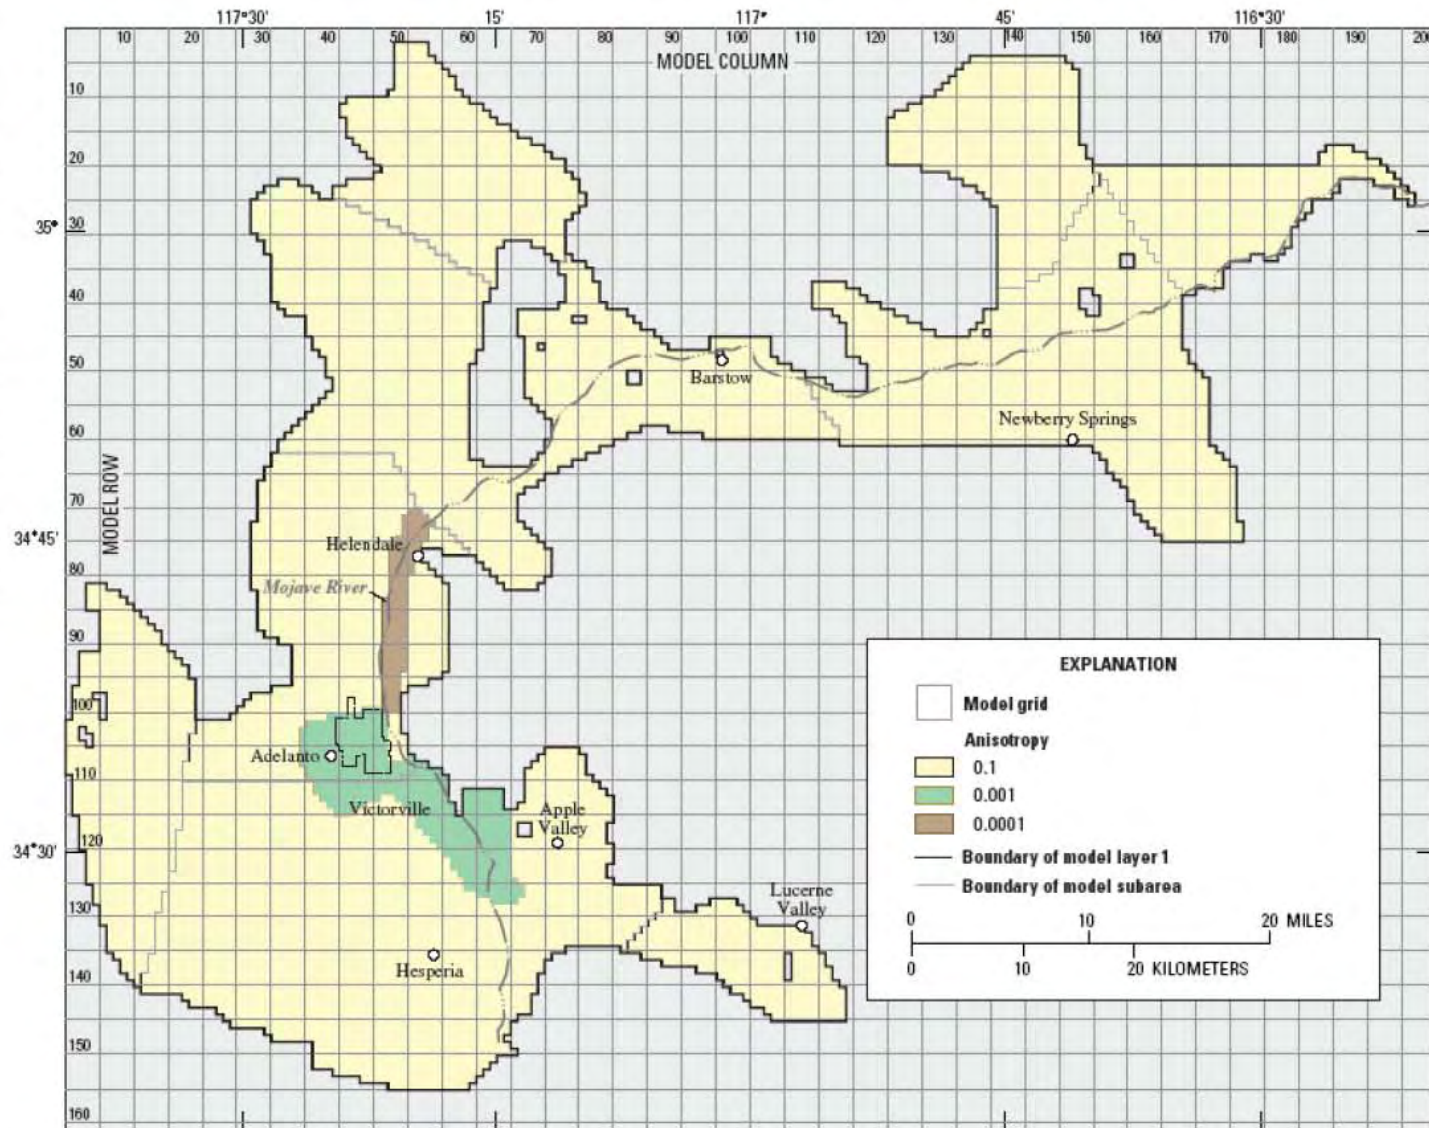 117°30' 15' 117° 45' 116°30'
10 20 30 40 50 60 70 80 90 100 110 120 130 140 150 160 170 180 190 200
MODEL COLUMN
10
20
35°
30
40
50
Barstow
Newberry Springs
60
MODEL ROW
70
34°45'
Helendale
80
Mojave River
90
100
Adelanto
110
Victorville
Apple
Valley
120
34°30'
Lucerne
Valley
130
Hesperia
140
150
160
EXPLANATION
Model grid
Anisotropy
0.1
0.001
0.0001
Boundary of model layer 1
Boundary of model subarea
0 10 20 MILES
0 10 20 KILOMETERS